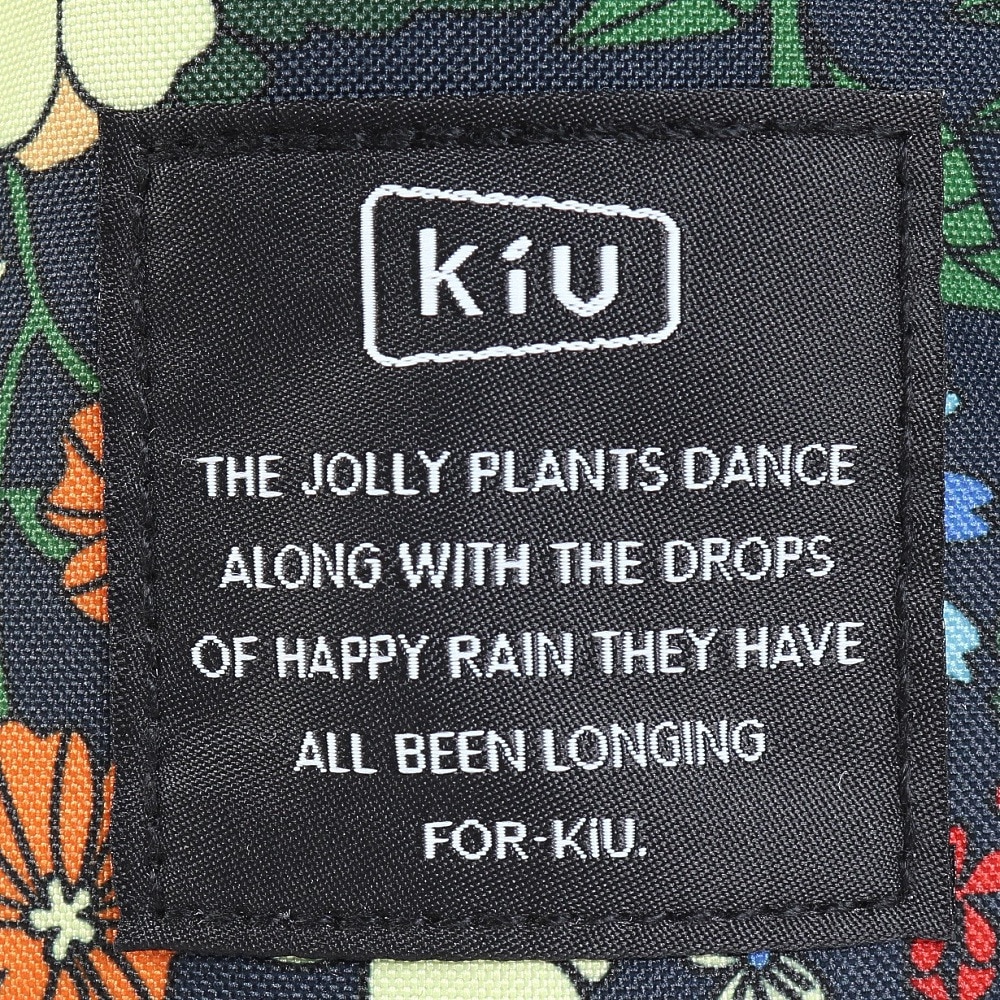 kiU
THE JOLLY PLANTS DANCE
ALONG WITH THE DROPS
OF HAPPY RAIN THEY HAVE
ALL BEEN LONGING
FOR-KiU.